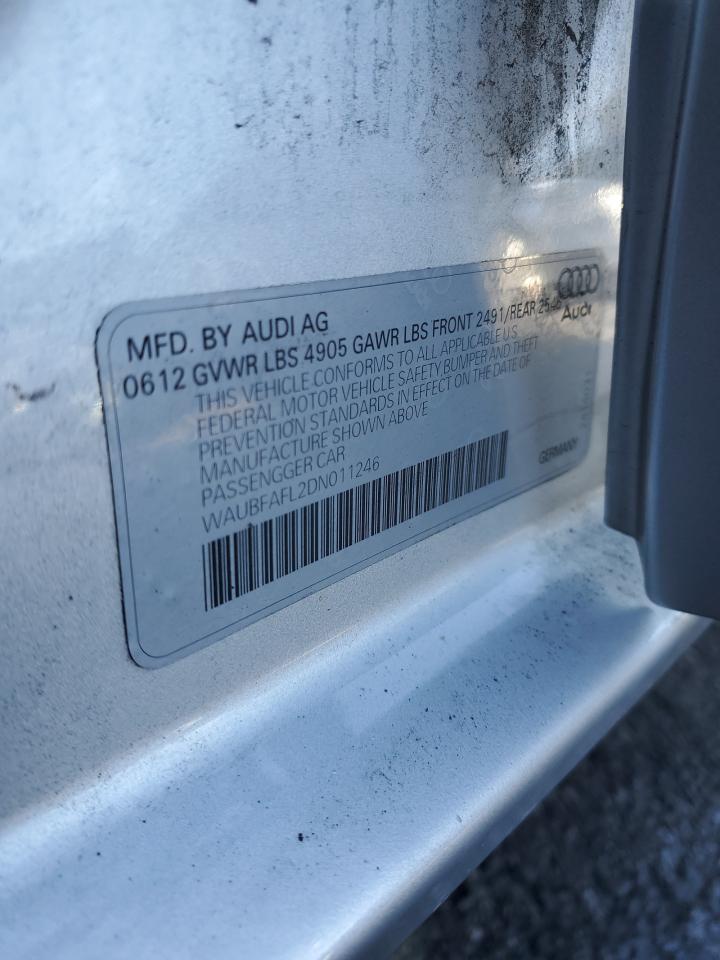 MFD. BY AUDI AG
0612 GVWR LBS 4905 GAWR LBS FRONT 2491/REAR
THIS VEHICLE CONFORMS TO ALL APPLICABLE U.S.
FEDERAL MOTOR VEHICLE SAFETY BUMPER AND THEFT
PREVENTION STANDARDS IN EFFECT ON THE DATE OF
MANUFACTURE SHOWN ABOVE
PASSENGGER CAR
WAUBFAFL2DN011246
Audi
GERMANY